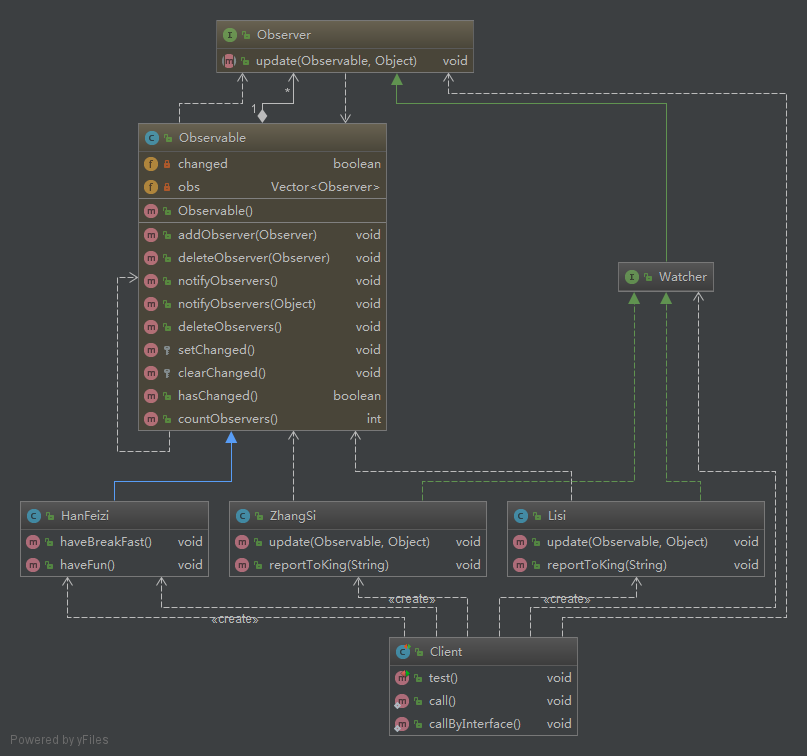 Observer
update(Observable, Object) void
*
1
Observable
changed boolean
obs Vector<Observer>
Observable()
addObserver(Observer) void
deleteObserver(Observer) void
notifyObservers() void
notifyObservers(Object) void
deleteObservers() void
setChanged() void
clearChanged() void
hasChanged() boolean
countObservers() int
Watcher
HanFeizi
haveBreakFast() void
haveFun() void
ZhangSi
update(Observable, Object) void
reportToKing(String) void
Lisi
update(Observable, Object) void
reportToKing(String) void
«create»
«create»
«create»
Client
test() void
call() void
callByInterface() void
Powered by yFiles